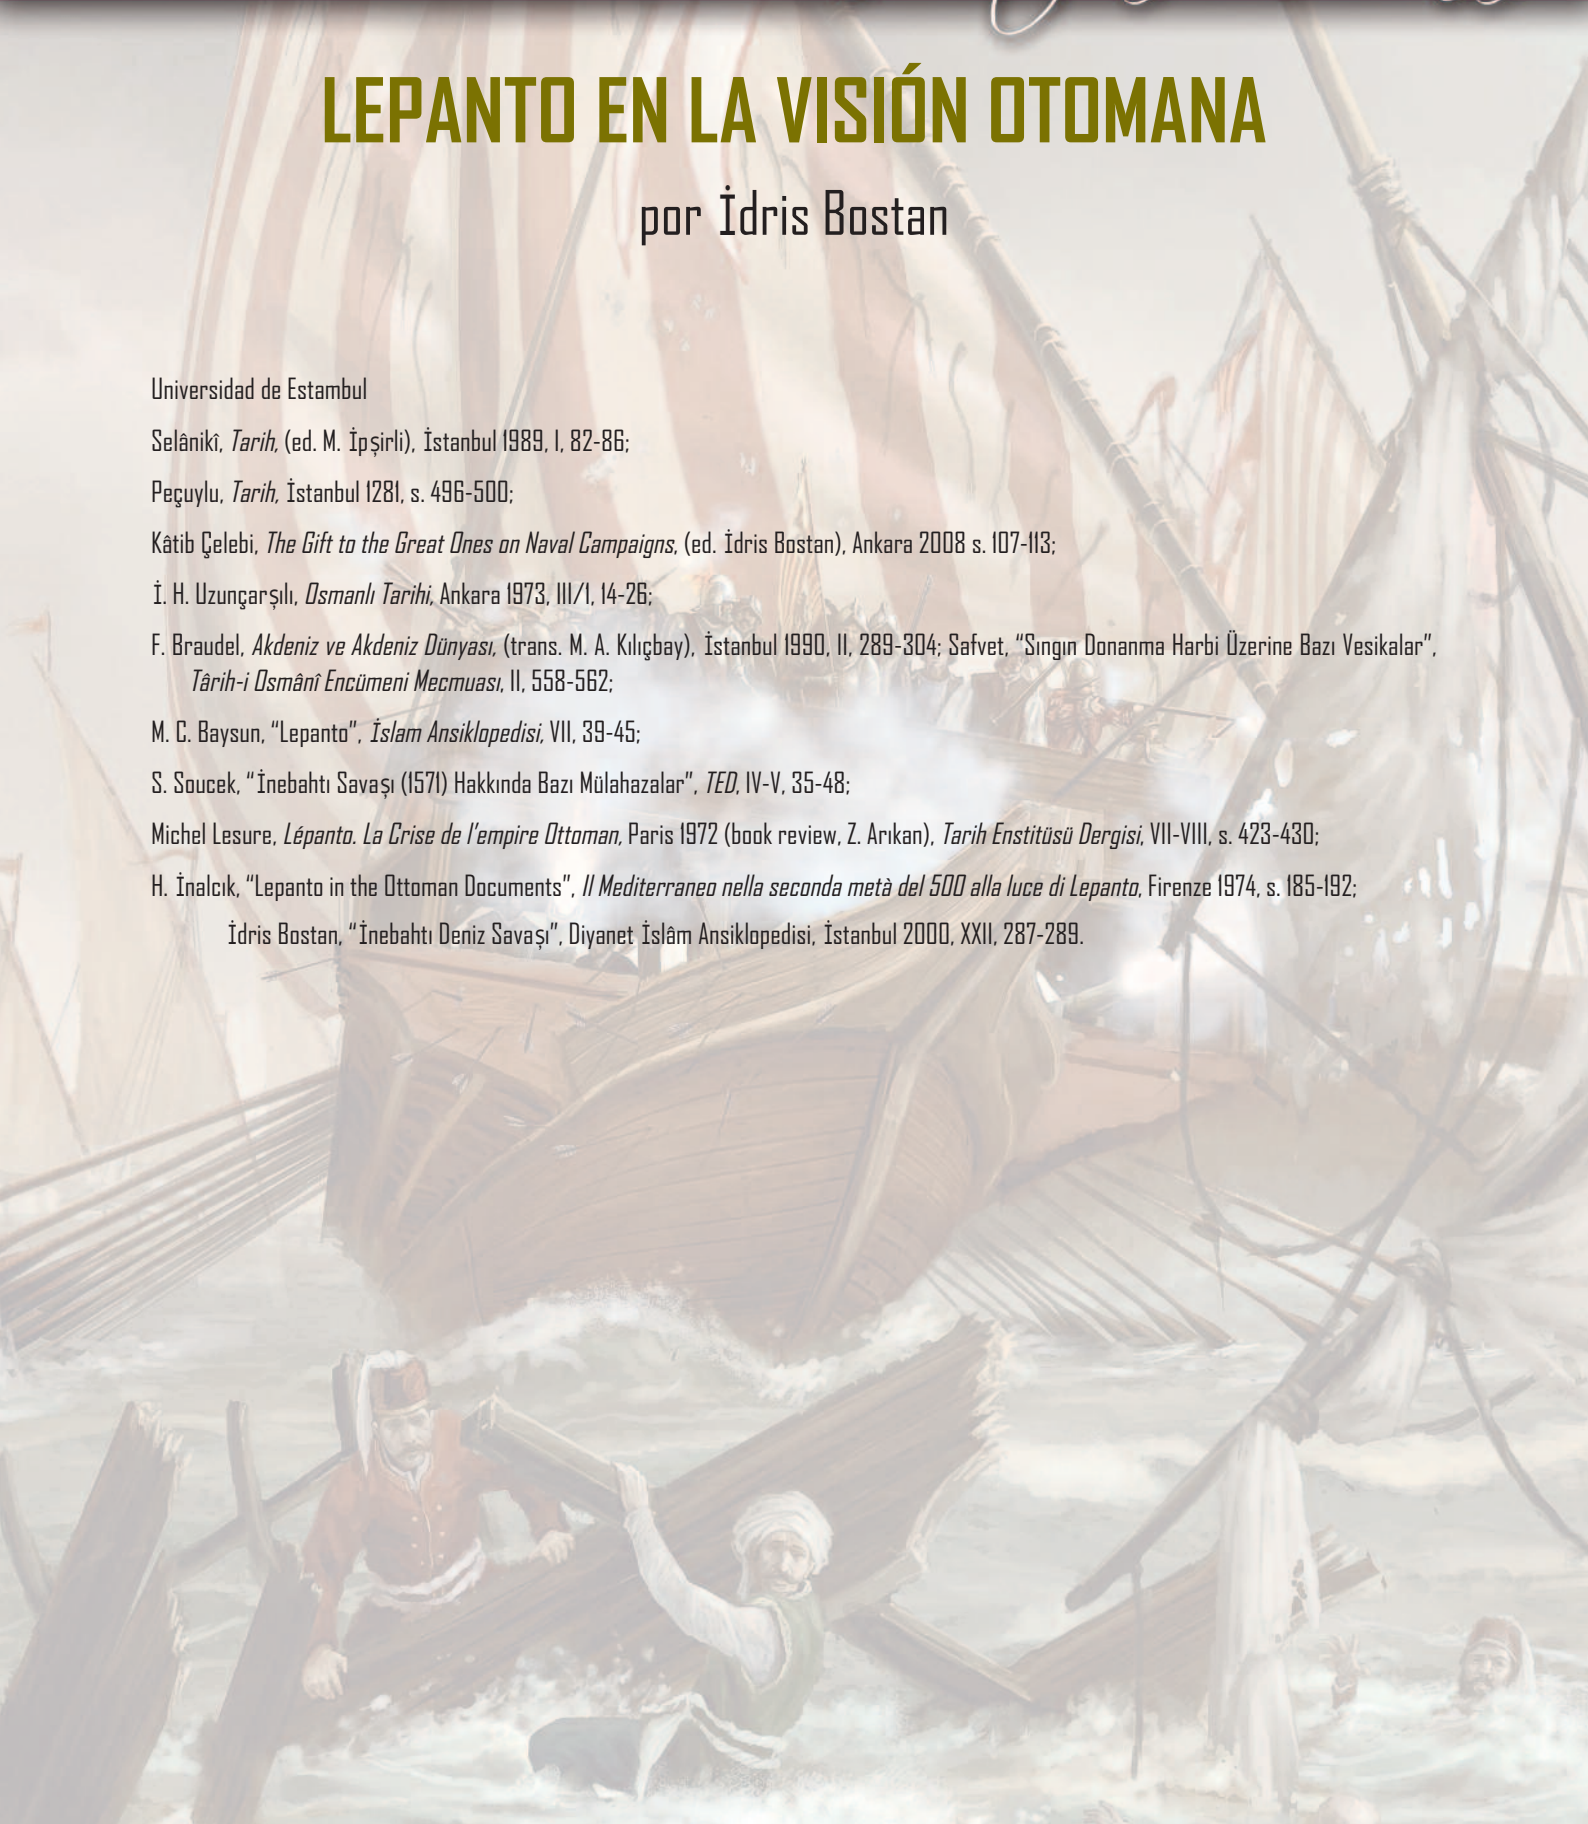 LEPANTO EN LA VISIÓN OTOMANA
por İdris Bostan
Universidad de Estambul
Selânikî, Tarih, (ed. M. İpşirli), İstanbul 1989, I, 82-86;
Peçuylu, Tarih, İstanbul 1281, s. 496-500;
Kâtib Çelebi, The Gift to the Great Ones on Naval Campaigns, (ed. İdris Bostan), Ankara 2008 s. 107-113;
İ. H. Uzunçarşılı, Osmanlı Tarihi, Ankara 1973, III/1, 14-26;
F. Braudel, Akdeniz ve Akdeniz Dünyası, (trans. M. A. Kılıçbay), İstanbul 1990, II, 289-304; Safvet, “Sıngın Donanma Harbi Üzerine Bazı Vesikalar”,
Târih-i Osmânî Encümeni Mecmuası, II, 558-562;
M. C. Baysun, “Lepanto”, İslam Ansiklopedisi, VII, 39-45;
S. Soucek, “İnebahtı Savaşı (1571) Hakkında Bazı Mülahazalar”, TED, IV-V, 35-48;
Michel Lesure, Lépanto. La Crise de l’empire Ottoman, Paris 1972 (book review, Z. Arıkan), Tarih Enstitüsü Dergisi, VII-VIII, s. 423-430;
H. İnalcık, “Lepanto in the Ottoman Documents”, Il Mediterraneo nella seconda metà del 500 alla luce di Lepanto, Firenze 1974, s. 185-192;
İdris Bostan, “İnebahtı Deniz Savaşı”, Diyanet İslâm Ansiklopedisi, İstanbul 2000, XXII, 287-289.